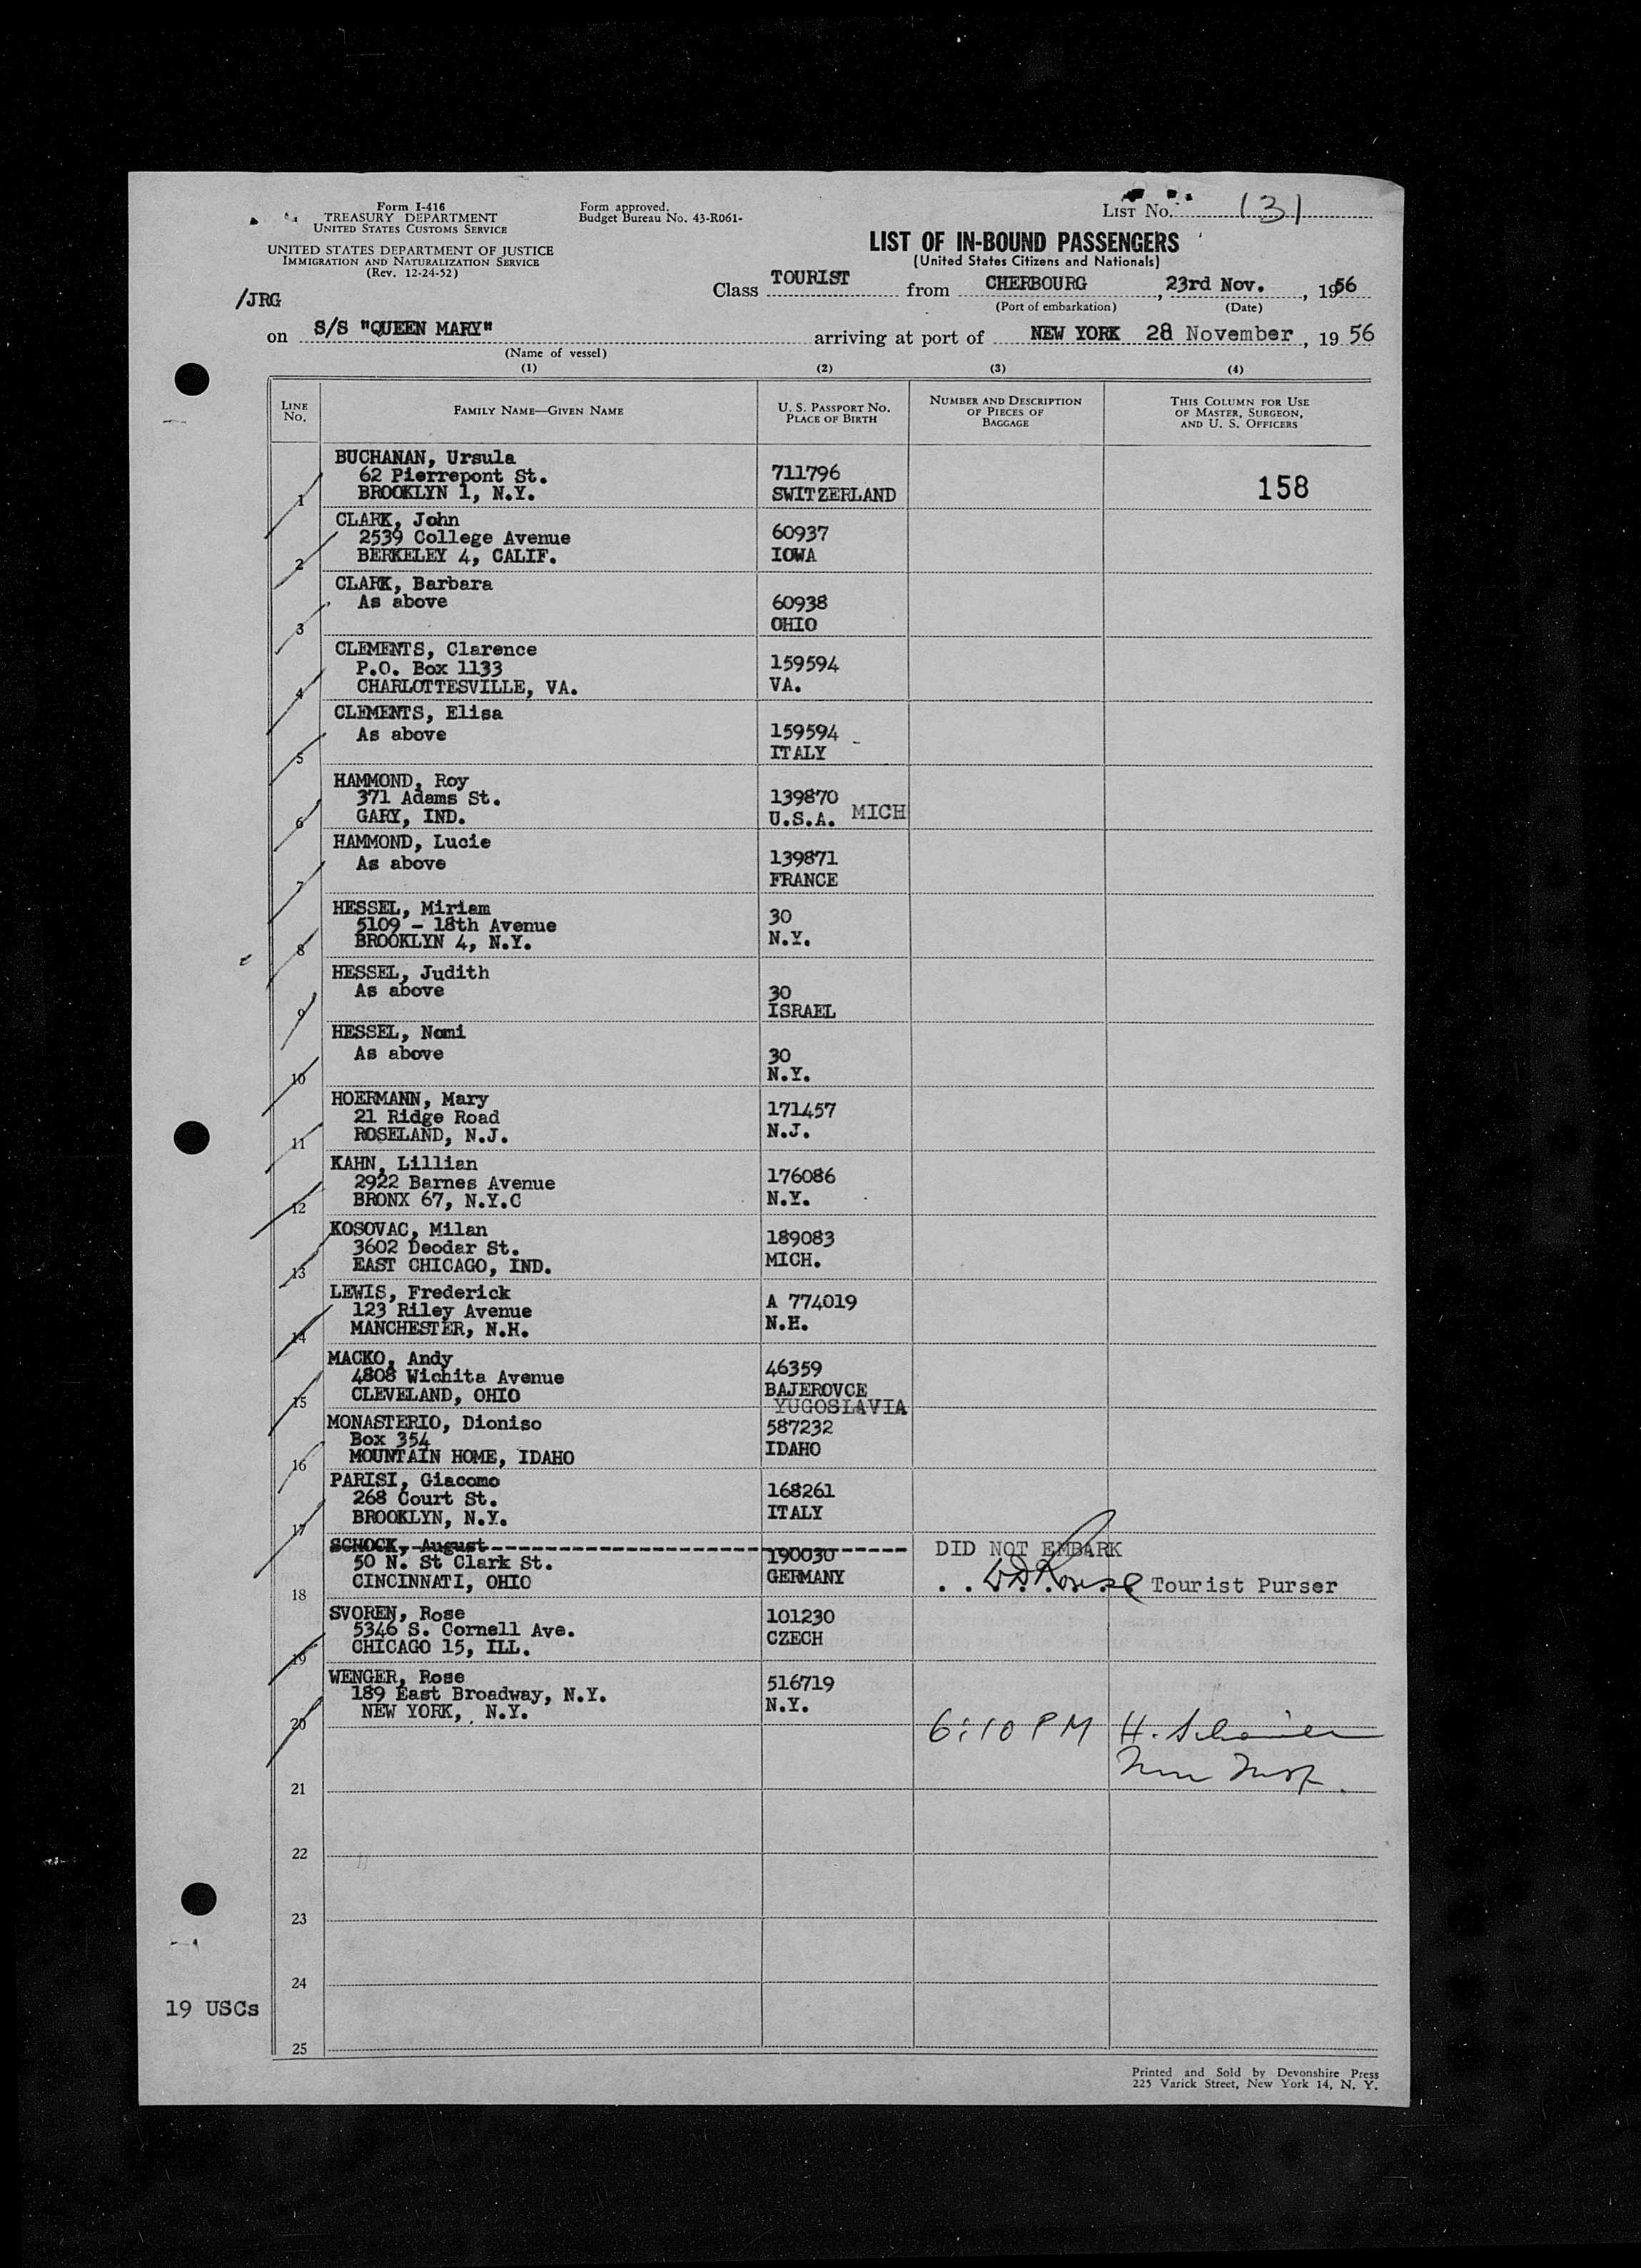 Form I-416
TREASURY DEPARTMENT
UNITED STATES CUSTOMS SERVICE
UNITED STATES DEPARTMENT OF JUSTICE
IMMIGRATION AND NATURALIZATION SERVICE
(Rev. 12-24-52)
Form approved.
Budget Bureau No. 43-R061-
LIST No. 131
LIST OF IN-BOUND PASSENGERS
(United States Citizens and Nationals)
/JRG
Class TOURIST from CHERBOURG, 23rd Nov., 1956
(Port of embarkation) (Date)
on S/S "QUEEN MARY" arriving at port of NEW YORK 28 November, 1956
(Name of vessel)
(1) (2) (3) (4)
LINE No.
FAMILY NAME—GIVEN NAME
U. S. PASSPORT No.
PLACE OF BIRTH
NUMBER AND DESCRIPTION
OF PIECES OF
BAGGAGE
THIS COLUMN FOR USE
OF MASTER, SURGEON,
AND U. S. OFFICERS
BUCHANAN, Ursula
62 Pierrepont St. 711796
1 BROOKLYN 1, N.Y. SWITZERLAND 158
CLARK, John
2539 College Avenue 60937
2 BERKELEY 4, CALIF. IOWA
CLARK, Barbara
As above 60938
3 OHIO
CLEMENTS, Clarence
P.O. Box 1133 159594
4 CHARLOTTESVILLE, VA. VA.
CLEMENTS, Elisa
As above 159594
5 ITALY
HAMMOND, Roy
371 Adams St. 139870
6 GARY, IND. U.S.A. MICH
HAMMOND, Lucie
As above 139871
7 FRANCE
HESSEL, Miriam
5109 - 18th Avenue 30
8 BROOKLYN 4, N.Y. N.Y.
HESSEL, Judith
As above 30
9 ISRAEL
HESSEL, Nomi
As above 30
10 N.Y.
HOERMANN, Mary
21 Ridge Road 171457
11 ROSELAND, N.J. N.J.
KAHN, Lillian
2922 Barnes Avenue 176086
12 BRONX 67, N.Y.C N.Y.
KOSOVAC, Milan
3602 Deodar St. 189083
13 EAST CHICAGO, IND. MICH.
LEWIS, Frederick
123 Riley Avenue A 774019
14 MANCHESTER, N.H. N.H.
MACKO, Andy
4808 Wichita Avenue 46359
15 CLEVELAND, OHIO BAJEROVCE
YUGOSLAVIA
MONASTERIO, Dioniso 587232
Box 354 IDAHO
16 MOUNTAIN HOME, IDAHO
PARISI, Giacomo
268 Court St. 168261
17 BROOKLYN, N.Y. ITALY
SCHOCK, August DID NOT EMBARK
50 N. St Clark St. 190030
18 CINCINNATI, OHIO GERMANY Tourist Purser
SVOREN, Rose
5346 S. Cornell Ave. 101230
19 CHICAGO 15, ILL. CZECH
WENGER, Rose
189 East Broadway, N.Y. 516719
20 NEW YORK, N.Y. N.Y.
6:10 PM H.
21
22
23
24
19 USCs
25
Printed and Sold by Devonshire Press
225 Varick Street, New York 14, N. Y.